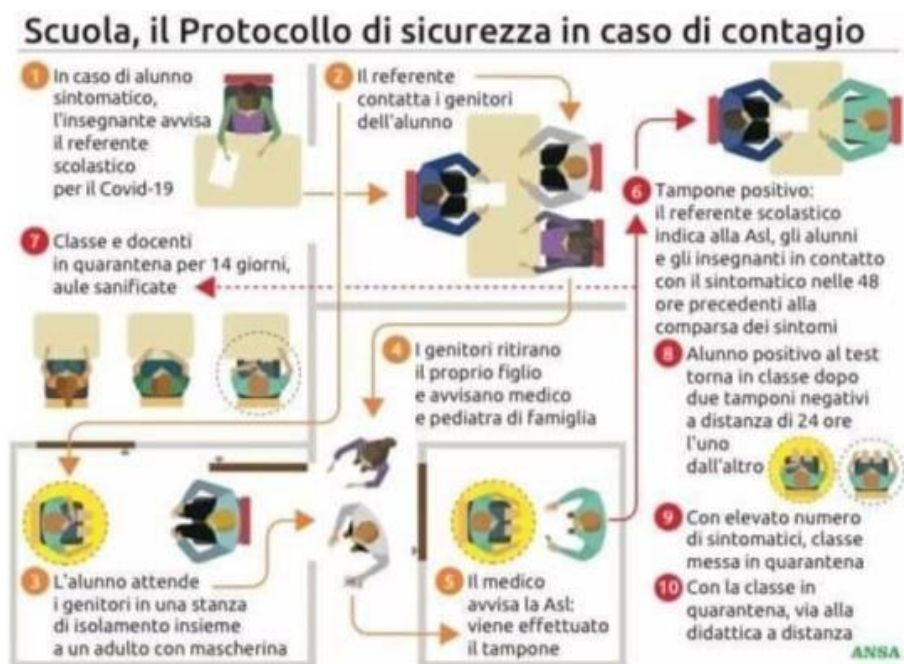 Scuola, il Protocollo di sicurezza in caso di contagio
1 In caso di alunno
sintomatico,
l'insegnante avvisa
il referente
scolastico
per il Covid-19
2 Il referente
contatta i genitori
dell'alunno
3 L'alunno attende
i genitori in una stanza
di isolamento insieme
a un adulto con mascherina
4 I genitori ritirano
il proprio figlio
e avvisano medico
e pediatra di famiglia
5 Il medico
avvisa la Asl:
viene effettuato
il tampone
6 Tampone positivo:
il referente scolastico
indica alla Asl, gli alunni
e gli insegnanti in contatto
con il sintomatico nelle 48
ore precedenti alla
comparsa dei sintomi
7 Classe e docenti
in quarantena per 14 giorni,
aule sanificate
8 Alunno positivo al test
torna in classe dopo
due tamponi negativi
a distanza di 24 ore
l'uno
dall'altro
9 Con elevato numero
di sintomatici, classe
messa in quarantena
10 Con la classe in
quarantena, via alla
didattica a distanza
ANSA